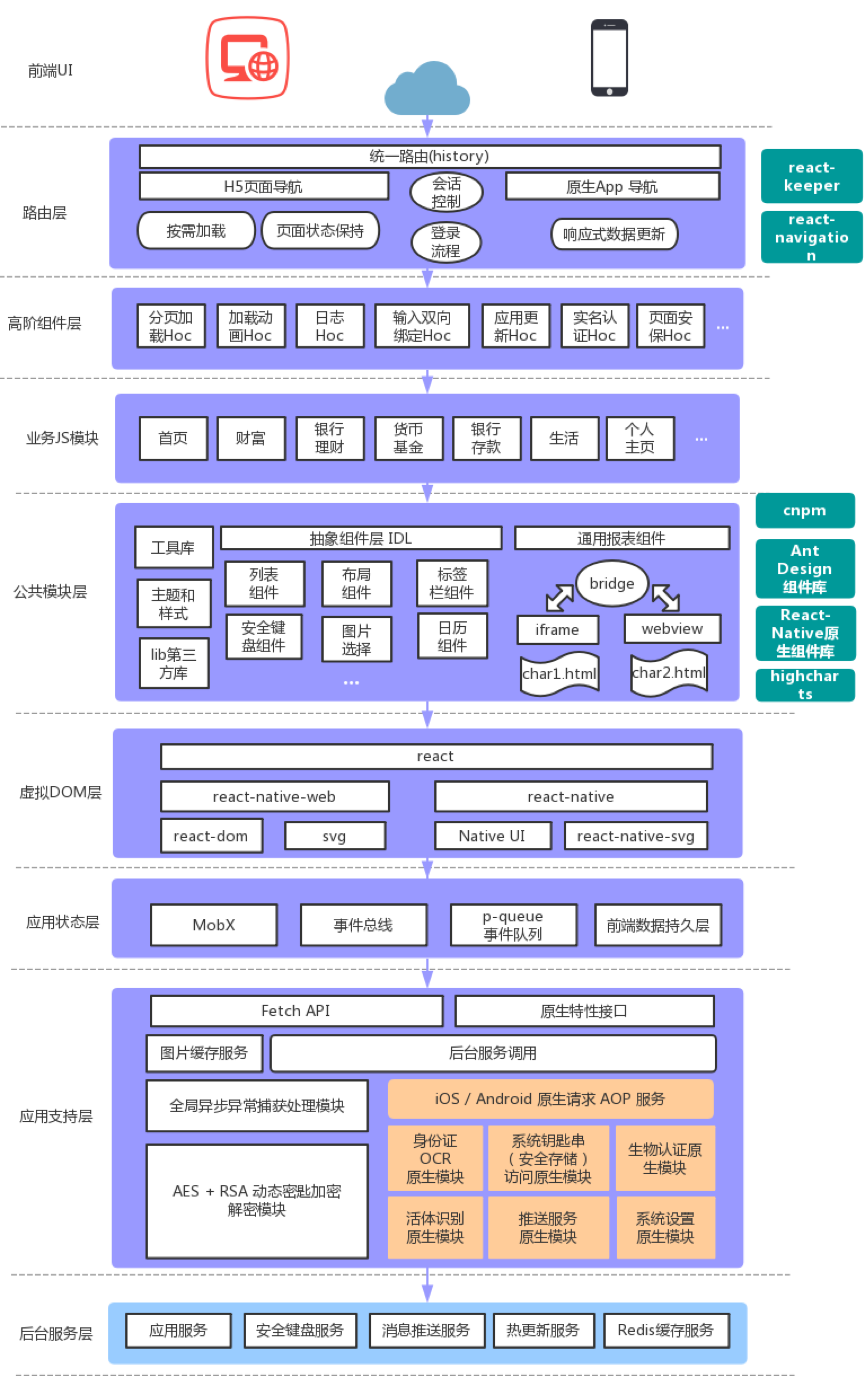 前端UI
路由层
统一路由(history)
H5页面导航
会话
控制
原生App 导航
按需加载
页面状态保持
登录
流程
响应式数据更新
react-
keeper
react-
navigatio
n
高阶组件层
分页加
载Hoc
加载动
画Hoc
日志
Hoc
输入双向
绑定Hoc
应用更
新Hoc
实名认
证Hoc
页面安
保Hoc
...
业务JS模块
首页
财富
银行
理财
货币
基金
银行
存款
生活
个人
主页
...
公共模块层
工具库
主题和
样式
lib第三
方库
抽象组件层 IDL
列表
组件
布局
组件
标签
栏组件
安全键
盘组件
图片
选择
日历
组件
...
通用报表组件
bridge
iframe
webview
char1.html
char2.html
cnpm
Ant
Design
组件库
React-
Native原
生组件库
highchar
ts
虚拟DOM层
react
react-native-web
react-native
react-dom
svg
Native UI
react-native-svg
应用状态层
MobX
事件总线
p-queue
事件队列
前端数据持久层
应用支持层
Fetch API
原生特性接口
图片缓存服务
后台服务调用
全局异步异常捕获处理模块
AES + RSA 动态密匙加密
解密模块
iOS / Android 原生请求 AOP 服务
身份证
OCR
原生模块
系统钥匙串
（安全存储）
访问原生模块
生物认证原
生模块
活体识别
原生模块
推送服务
原生模块
系统设置
原生模块
后台服务层
应用服务
安全键盘服务
消息推送服务
热更新服务
Redis缓存服务